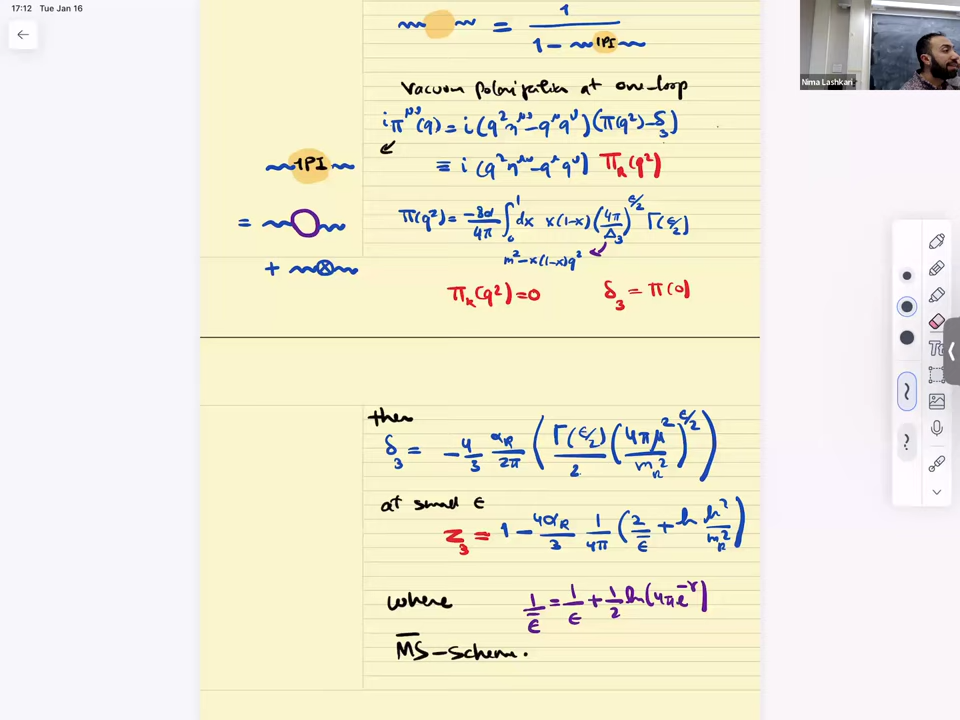 17:12 Tue Jan 16
= 1 / (1 - 1PI)
Nima Lashkari
vacuum polarization at one-loop
iπ^{μν}(q) = i(q²η^{μν} - q^μ q^ν)(π(q²) - δ₃)
1PI
≡ i(q²η^{μν} - q^μ q^ν) π_R(q²)
=
π(q²) = -8α/4π ∫₀¹ dx x(1-x) (4π/Δ₃)^{ε/2} Γ(ε/2)
m² - x(1-x)q²
+ ⊗
π_R(q²) = 0 δ₃ = π(0)
then
δ₃ = -4/3 α_R/2π ( Γ(ε/2)/2 (4πμ²/m_R²)^{ε/2} )
at small ε
Z₃ = 1 - 4α_R/3 1/4π ( 2/ε̄ + ln μ²/m_R² )
where 1/ε̄ = 1/ε + 1/2 ln(4πe^{-γ})
M̅S̅ - scheme.
Tt